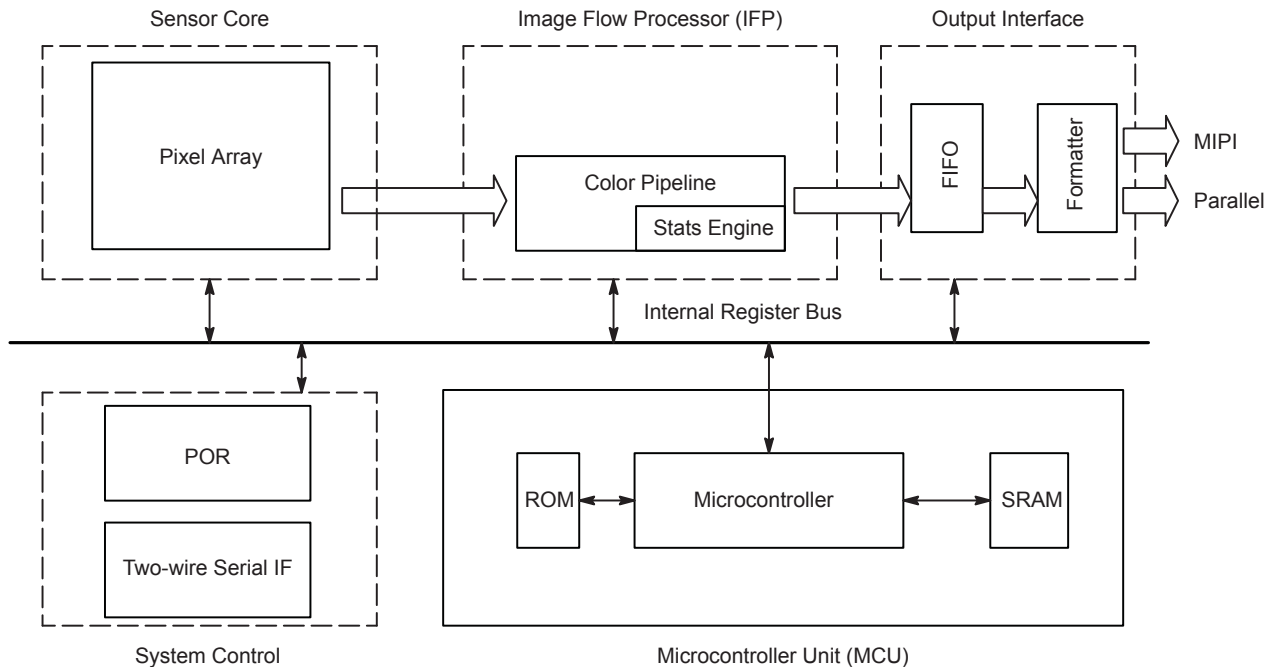 Sensor Core
Image Flow Processor (IFP)
Output Interface
Pixel Array
Color Pipeline
Stats Engine
FIFO
Formatter
MIPI
Parallel
Internal Register Bus
POR
Two-wire Serial IF
ROM
Microcontroller
SRAM
System Control
Microcontroller Unit (MCU)